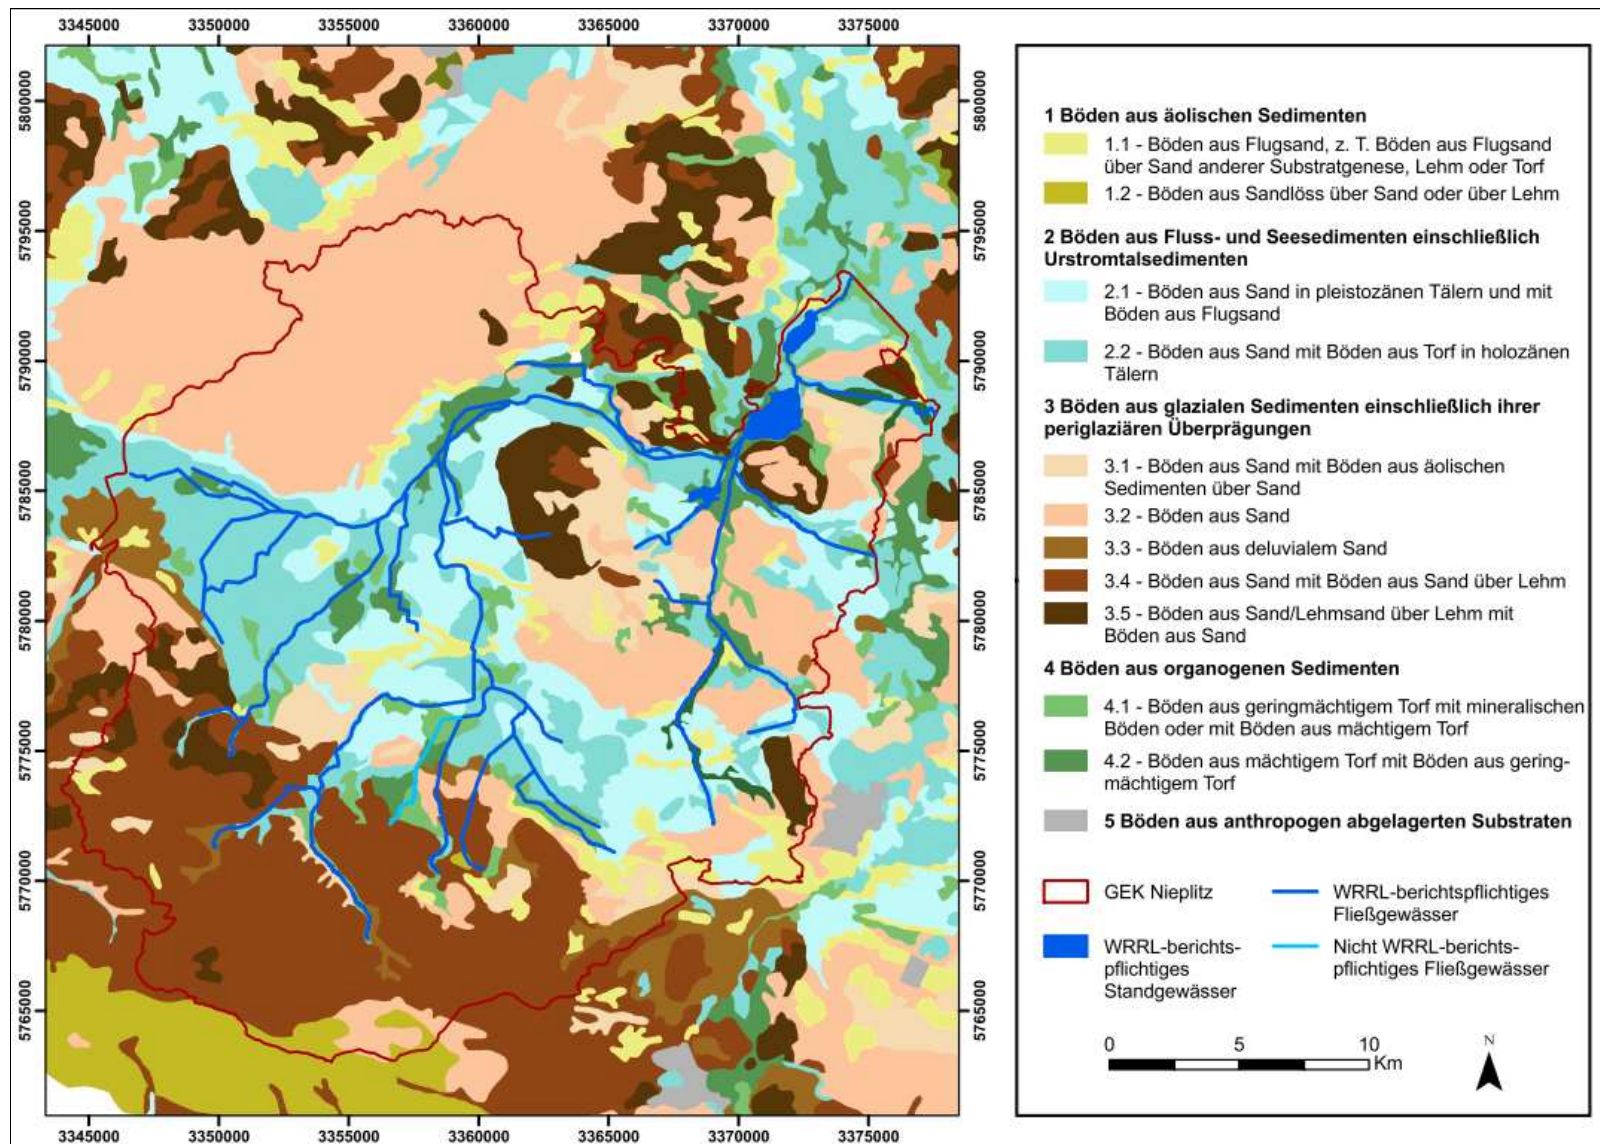 3345000 3350000 3355000 3360000 3365000 3370000 3375000
5800000
5795000
5790000
5785000
5780000
5775000
5770000
5765000
5800000
5795000
5790000
5785000
5780000
5775000
5770000
5765000
3345000 3350000 3355000 3360000 3365000 3370000 3375000
1 Böden aus äolischen Sedimenten
1.1 - Böden aus Flugsand, z. T. Böden aus Flugsand
über Sand anderer Substratgenese, Lehm oder Torf
1.2 - Böden aus Sandlöss über Sand oder über Lehm
2 Böden aus Fluss- und Seesedimenten einschließlich
Urstromtalsedimenten
2.1 - Böden aus Sand in pleistozänen Tälern und mit
Böden aus Flugsand
2.2 - Böden aus Sand mit Böden aus Torf in holozänen
Tälern
3 Böden aus glazialen Sedimenten einschließlich ihrer
periglaziären Überprägungen
3.1 - Böden aus Sand mit Böden aus äolischen
Sedimenten über Sand
3.2 - Böden aus Sand
3.3 - Böden aus deluvialem Sand
3.4 - Böden aus Sand mit Böden aus Sand über Lehm
3.5 - Böden aus Sand/Lehmsand über Lehm mit
Böden aus Sand
4 Böden aus organogenen Sedimenten
4.1 - Böden aus geringmächtigem Torf mit mineralischen
Böden oder mit Böden aus mächtigem Torf
4.2 - Böden aus mächtigem Torf mit Böden aus gering-
mächtigem Torf
5 Böden aus anthropogen abgelagerten Substraten
GEK Nieplitz
WRRL-berichts-
pflichtiges
Standgewässer
WRRL-berichtspflichtiges
Fließgewässer
Nicht WRRL-berichts-
pflichtiges Fließgewässer
0 5 10
Km
N